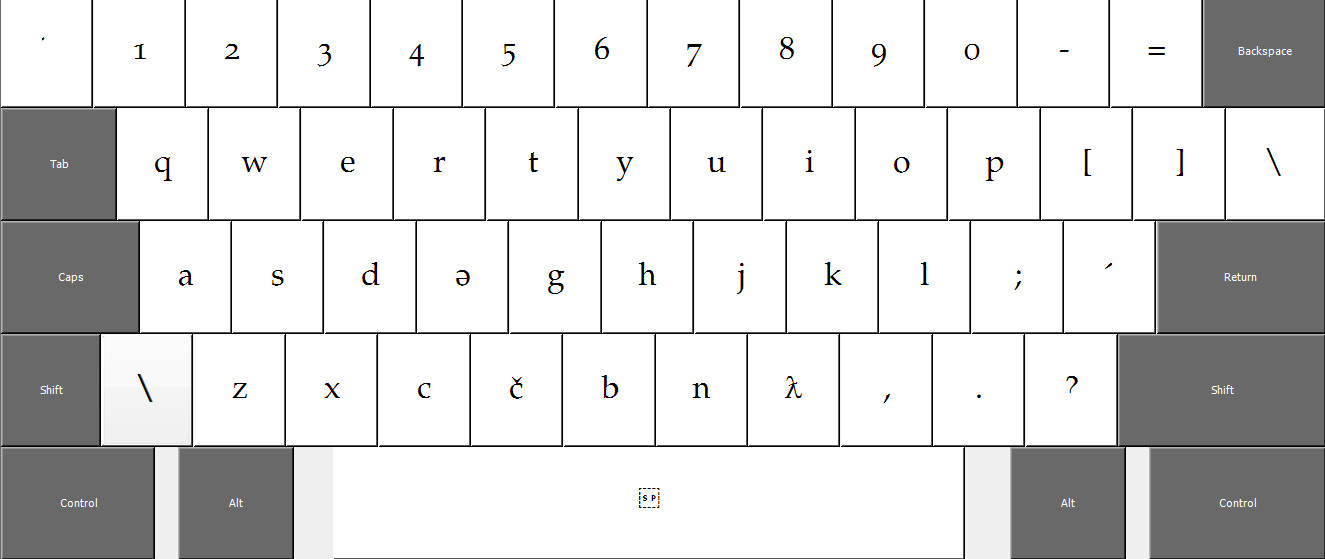 ˙ 1 2 3 4 5 6 7 8 9 0 - = Backspace
Tab q w e r t y u i o p [ ] \
Caps a s d ə g h j k l ; ´ Return
Shift \ z x c č b n ƛ , . ? Shift
Control Alt SP Alt Control